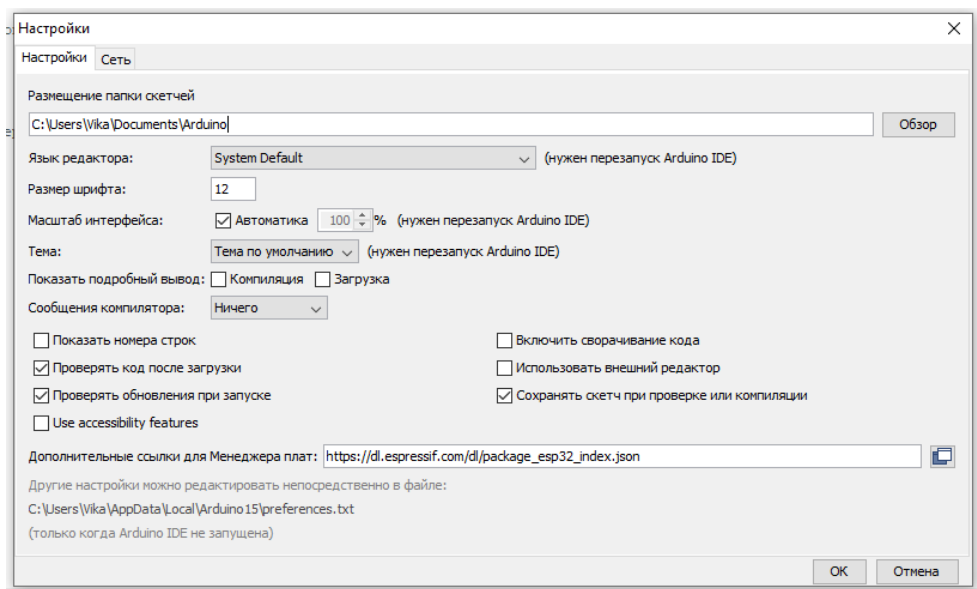 Настройки
Настройки Сеть
Размещение папки скетчей
C:\Users\Vika\Documents\Arduino Обзор
Язык редактора: System Default (нужен перезапуск Arduino IDE)
Размер шрифта: 12
Масштаб интерфейса: Автоматика 100 % (нужен перезапуск Arduino IDE)
Тема: Тема по умолчанию (нужен перезапуск Arduino IDE)
Показать подробный вывод: Компиляция Загрузка
Сообщения компилятора: Ничего
Показать номера строк Включить сворачивание кода
Проверять код после загрузки Использовать внешний редактор
Проверять обновления при запуске Сохранять скетч при проверке или компиляции
Use accessibility features
Дополнительные ссылки для Менеджера плат: https://dl.espressif.com/dl/package_esp32_index.json
Другие настройки можно редактировать непосредственно в файле:
C:\Users\Vika\AppData\Local\Arduino15\preferences.txt
(только когда Arduino IDE не запущена)
OK Отмена